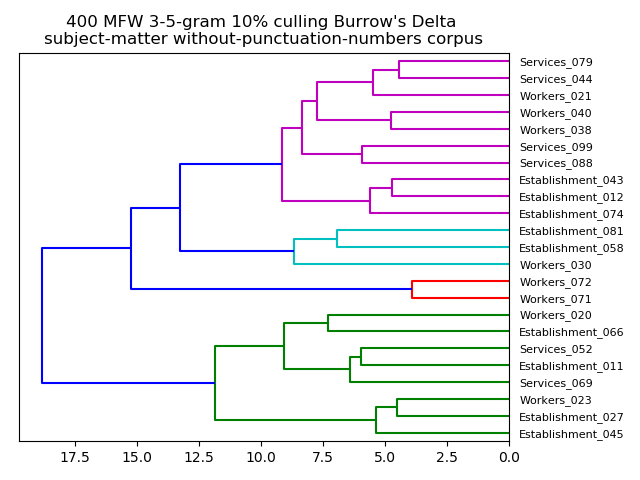 400 MFW 3-5-gram 10% culling Burrow's Delta
subject-matter without-punctuation-numbers corpus
Services_079
Services_044
Workers_021
Workers_040
Workers_038
Services_099
Services_088
Establishment_043
Establishment_012
Establishment_074
Establishment_081
Establishment_058
Workers_030
Workers_072
Workers_071
Workers_020
Establishment_066
Services_052
Establishment_011
Services_069
Workers_023
Establishment_027
Establishment_045
17.5 15.0 12.5 10.0 7.5 5.0 2.5 0.0